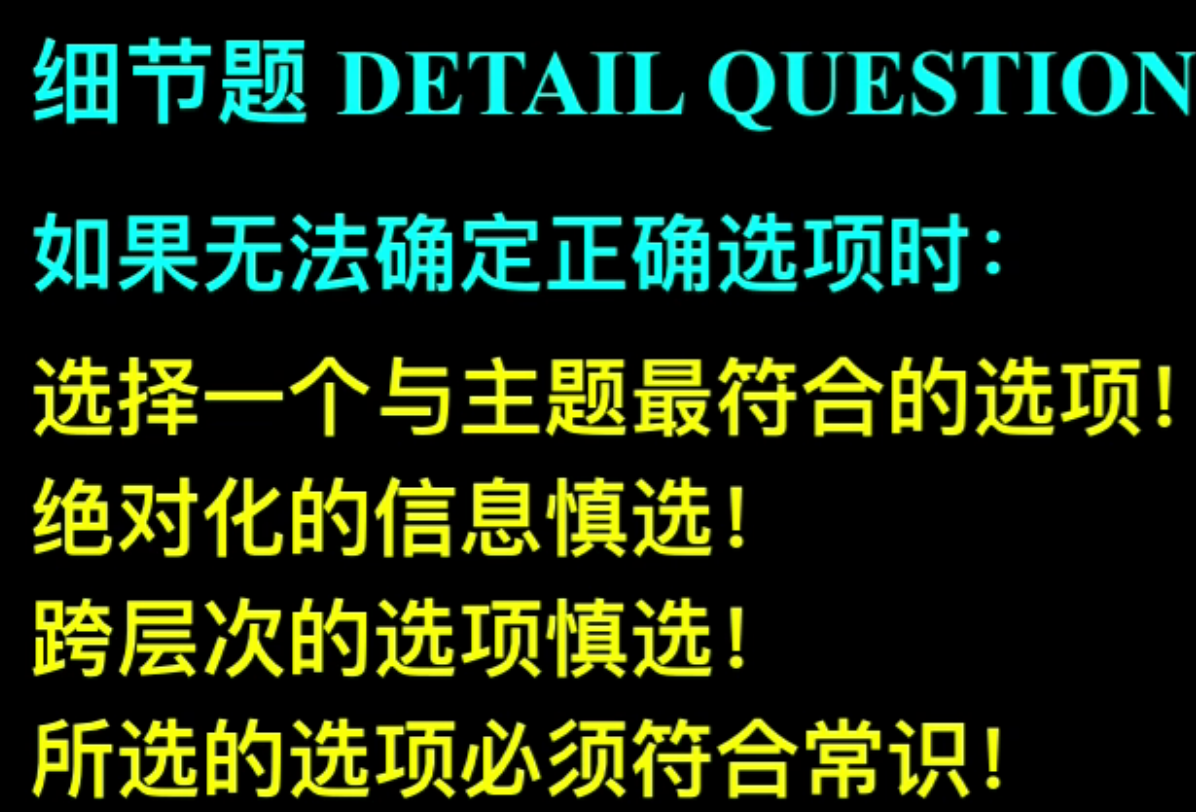 细节题 DETAIL QUESTION
如果无法确定正确选项时：
选择一个与主题最符合的选项！
绝对化的信息慎选！
跨层次的选项慎选！
所选的选项必须符合常识！